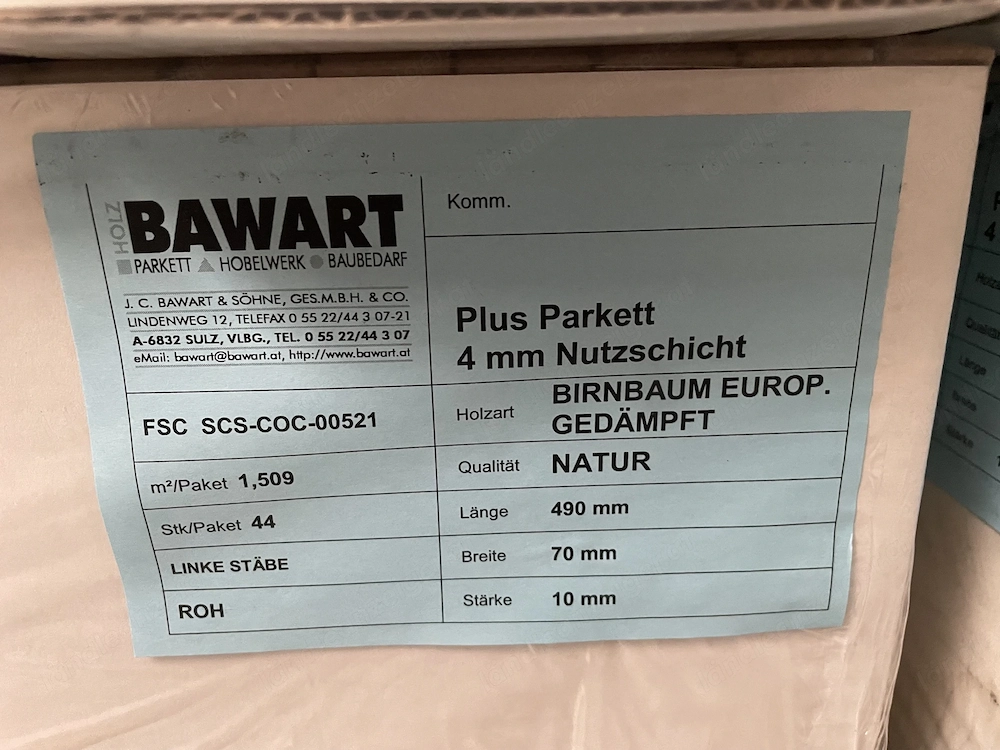 HOLZ
BAWART
PARKETT HOBELWERK BAUBEDARF
J. C. BAWART & SÖHNE, GES.M.B.H. & CO.
LINDENWEG 12, TELEFAX 0 55 22/44 3 07-21
A-6832 SULZ, VLBG., TEL. 0 55 22/44 3 07
eMail: bawart@bawart.at, http://www.bawart.at
FSC SCS-COC-00521
m²/Paket 1,509
Stk/Paket 44
LINKE STÄBE
ROH
Komm.
Plus Parkett
4 mm Nutzschicht
Holzart BIRNBAUM EUROP.
GEDÄMPFT
Qualität NATUR
Länge 490 mm
Breite 70 mm
Stärke 10 mm